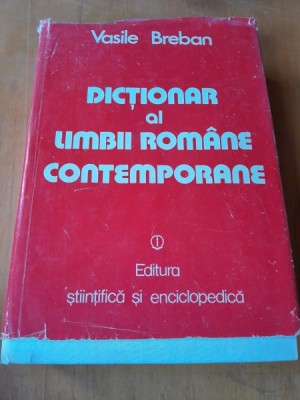 Vasile Breban
DICȚIONAR
al
LIMBII ROMÂNE
CONTEMPORANE
Editura
științifică și enciclopedică